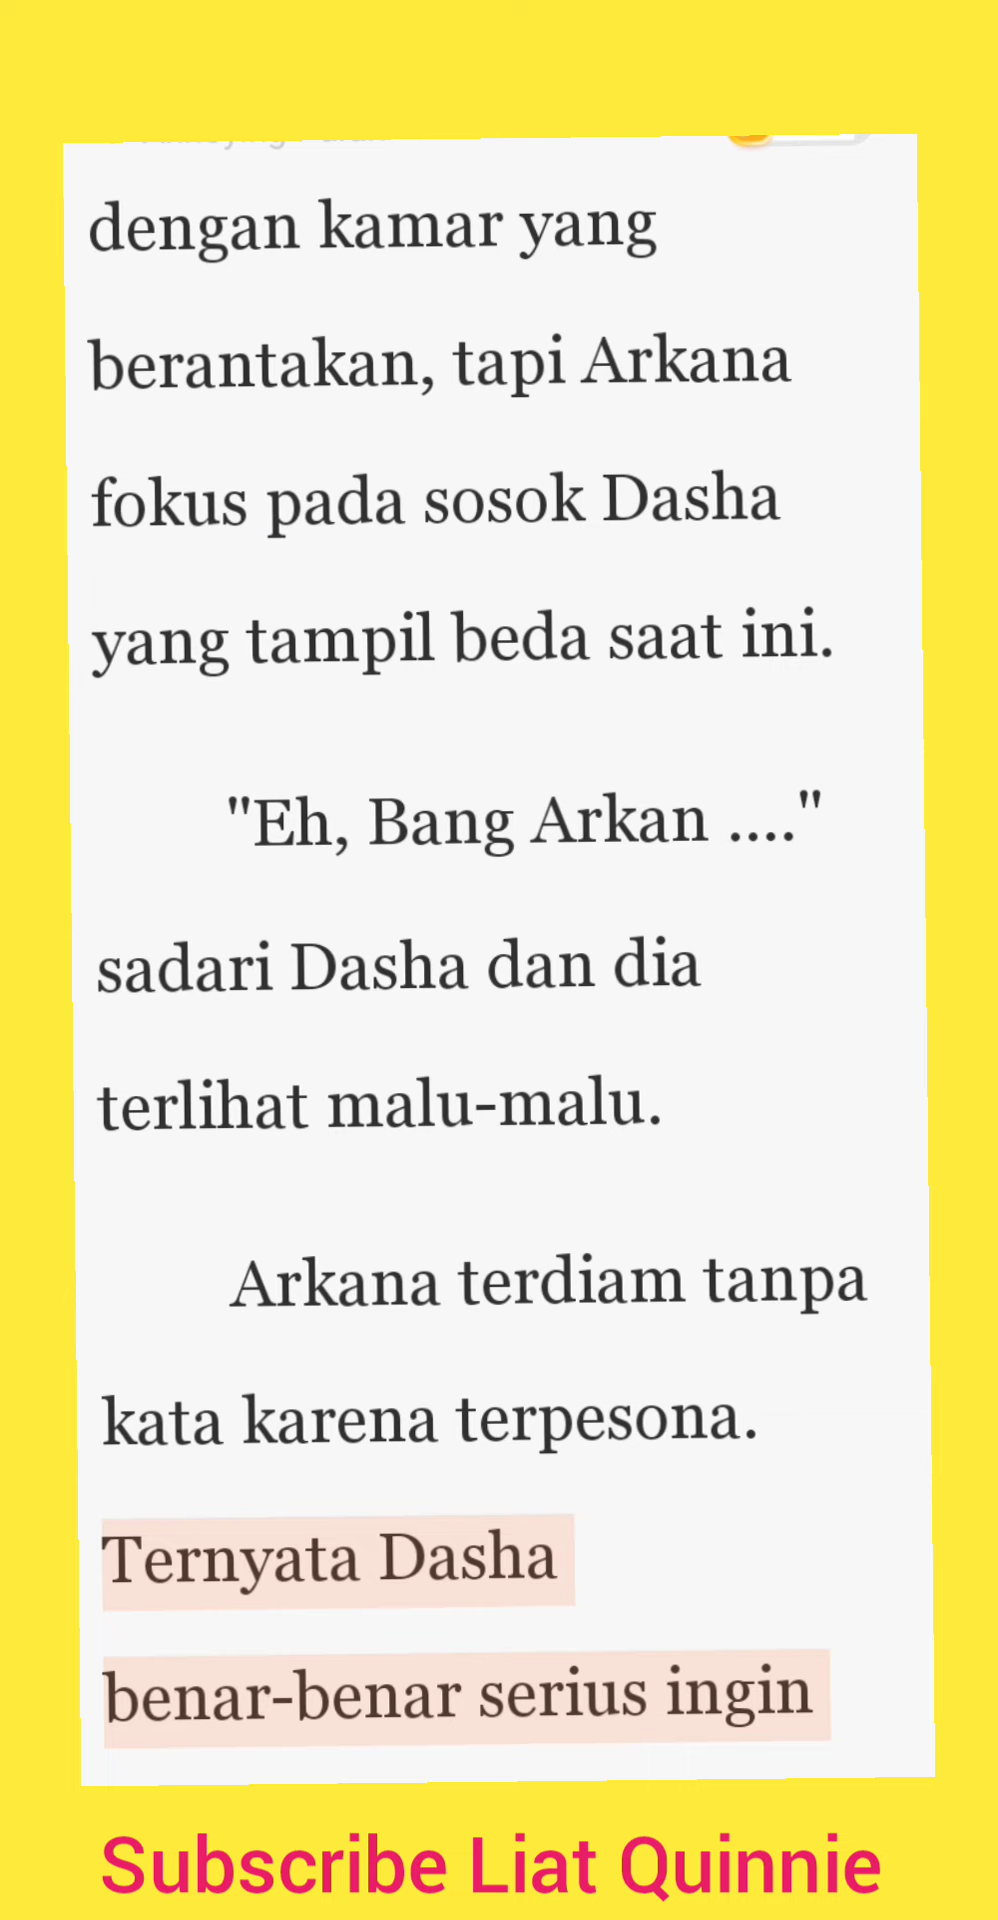 dengan kamar yang
berantakan, tapi Arkana
fokus pada sosok Dasha
yang tampil beda saat ini.
"Eh, Bang Arkan ...."
sadari Dasha dan dia
terlihat malu-malu.
Arkana terdiam tanpa
kata karena terpesona.
Ternyata Dasha
benar-benar serius ingin
Subscribe Liat Quinnie